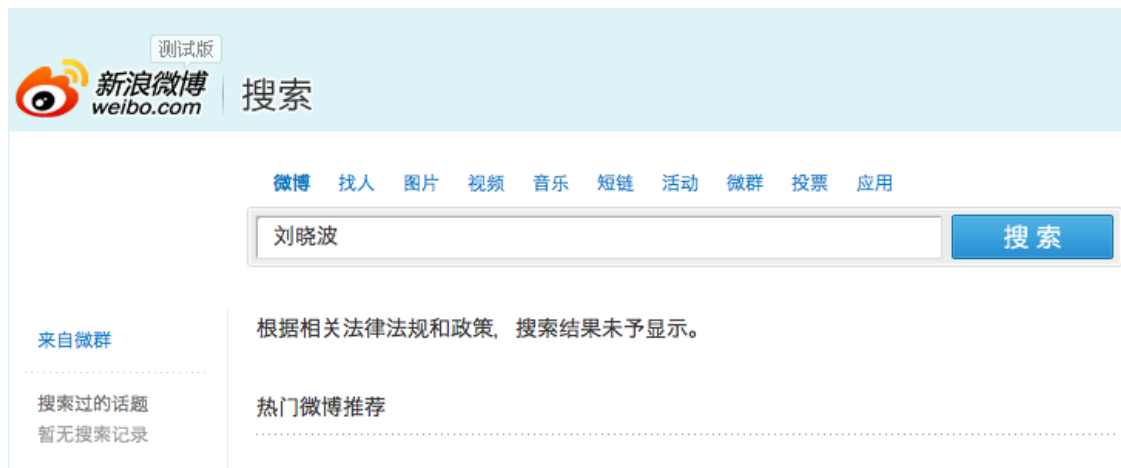 测试版
新浪微博
weibo.com
搜索
微博 找人 图片 视频 音乐 短链 活动 微群 投票 应用
刘晓波
搜 索
来自微群
根据相关法律法规和政策，搜索结果未予显示。
搜索过的话题
暂无搜索记录
热门微博推荐